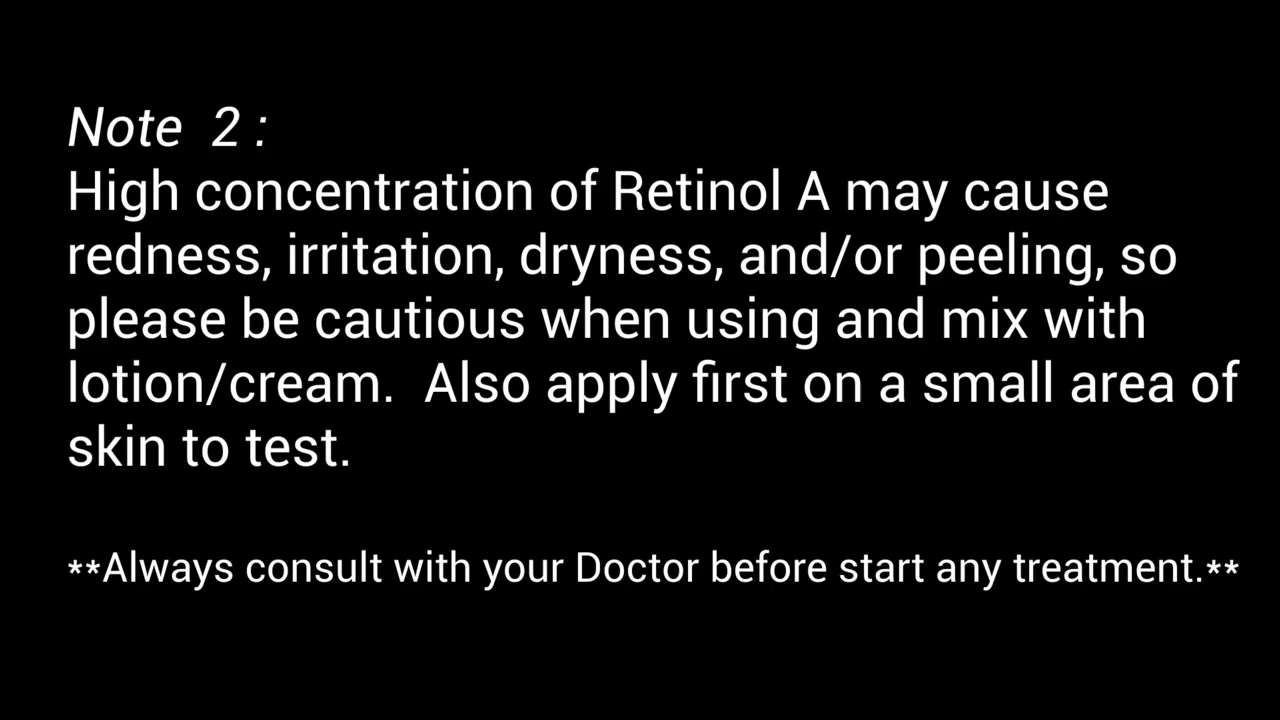 Note 2 :
High concentration of Retinol A may cause
redness, irritation, dryness, and/or peeling, so
please be cautious when using and mix with
lotion/cream. Also apply first on a small area of
skin to test.
**Always consult with your Doctor before start any treatment.**